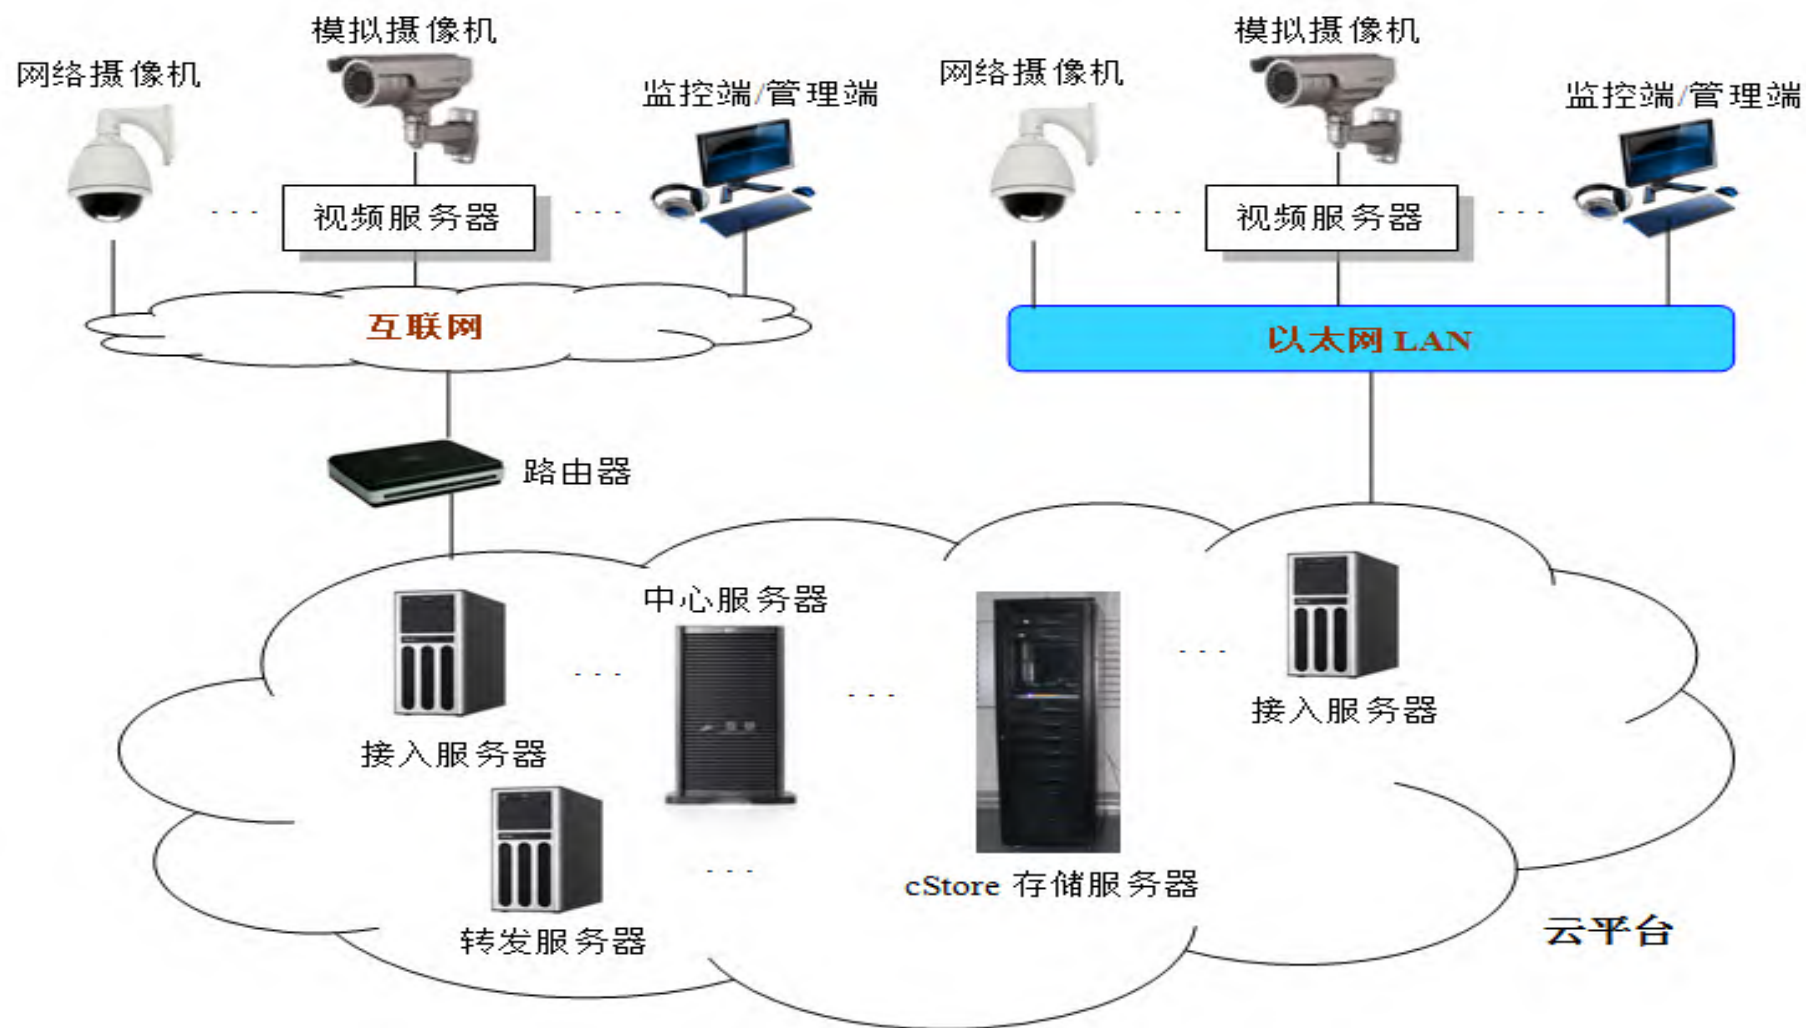 模拟摄像机
网络摄像机
监控端/管理端
视频服务器
互联网
路由器
模拟摄像机
网络摄像机
监控端/管理端
视频服务器
以太网 LAN
中心服务器
接入服务器
接入服务器
cStore 存储服务器
转发服务器
云平台